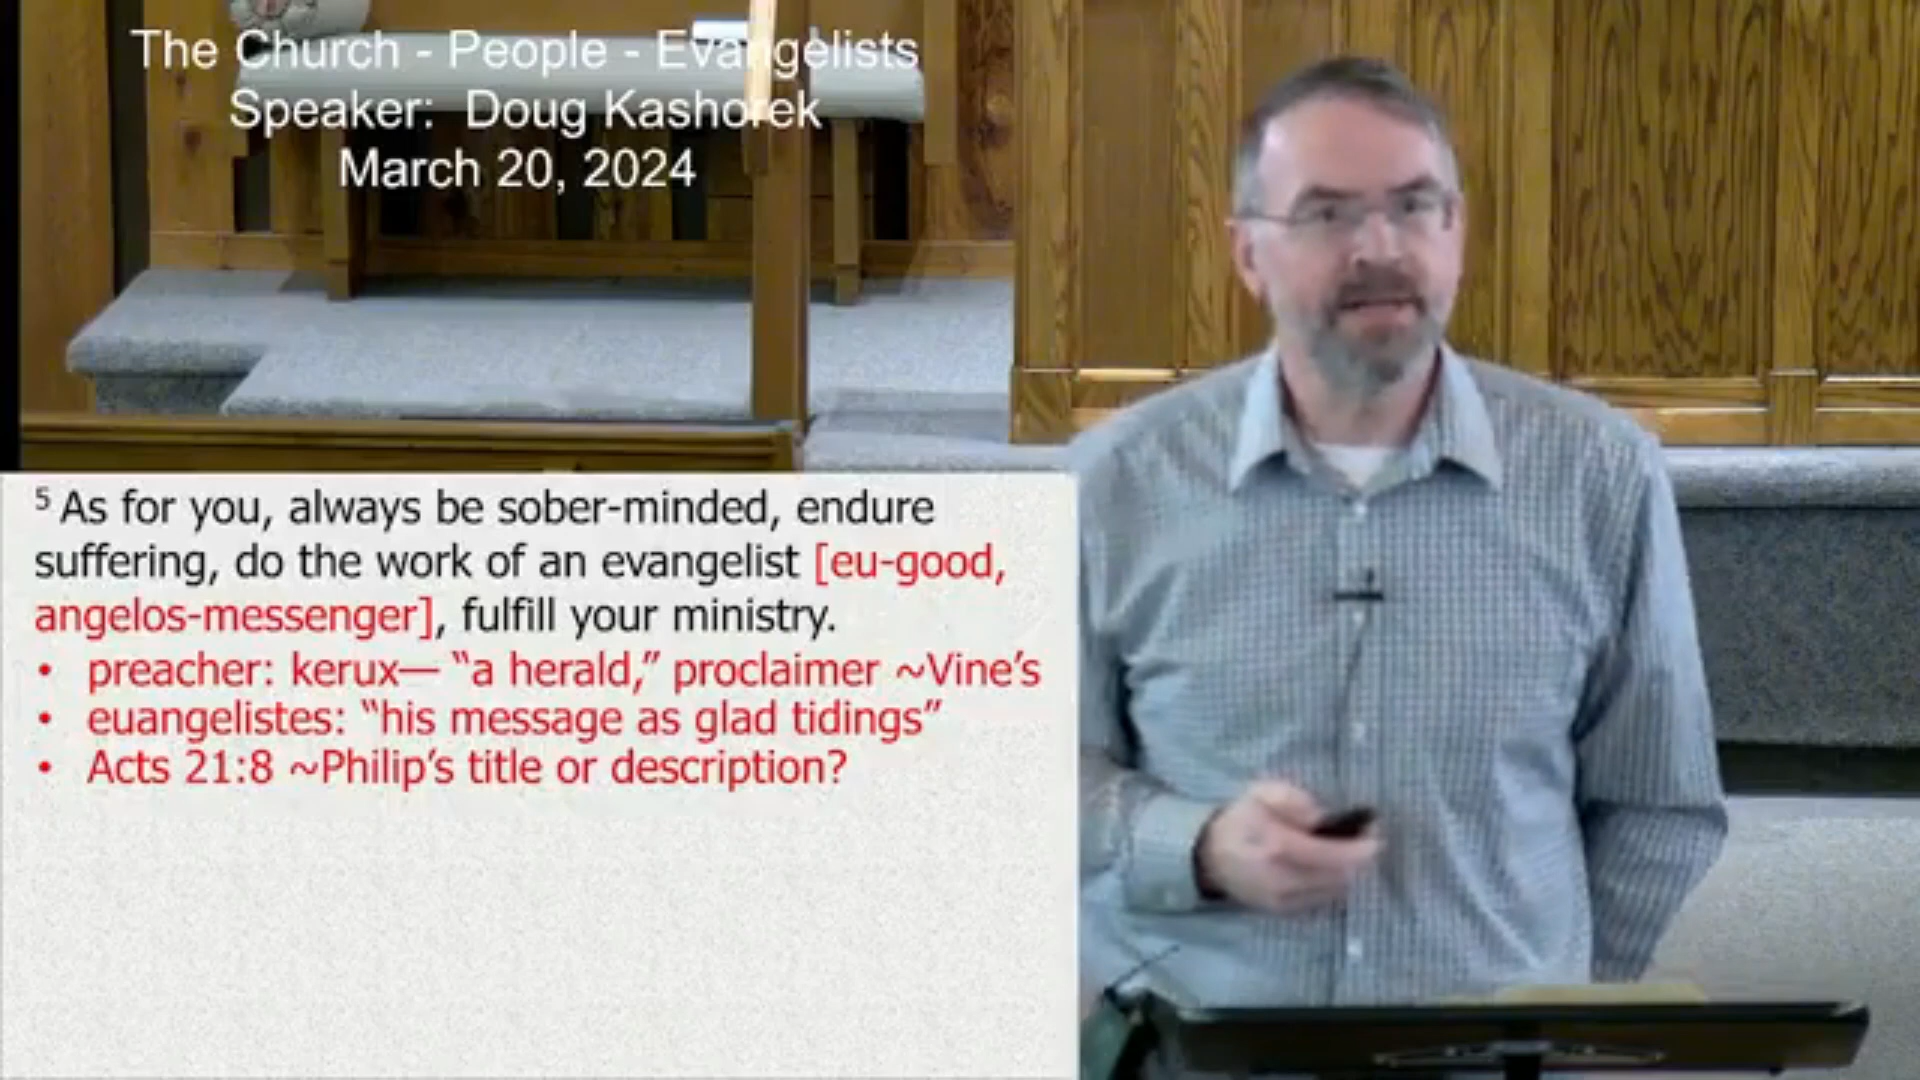 The Church - People - Evangelists
Speaker:  Doug Kashorek
March 20, 2024
⁵ As for you, always be sober-minded, endure
suffering, do the work of an evangelist [eu-good,
angelos-messenger], fulfill your ministry.
• preacher: kerux— “a herald,” proclaimer ~Vine’s
• euangelistes: “his message as glad tidings”
• Acts 21:8 ~Philip’s title or description?